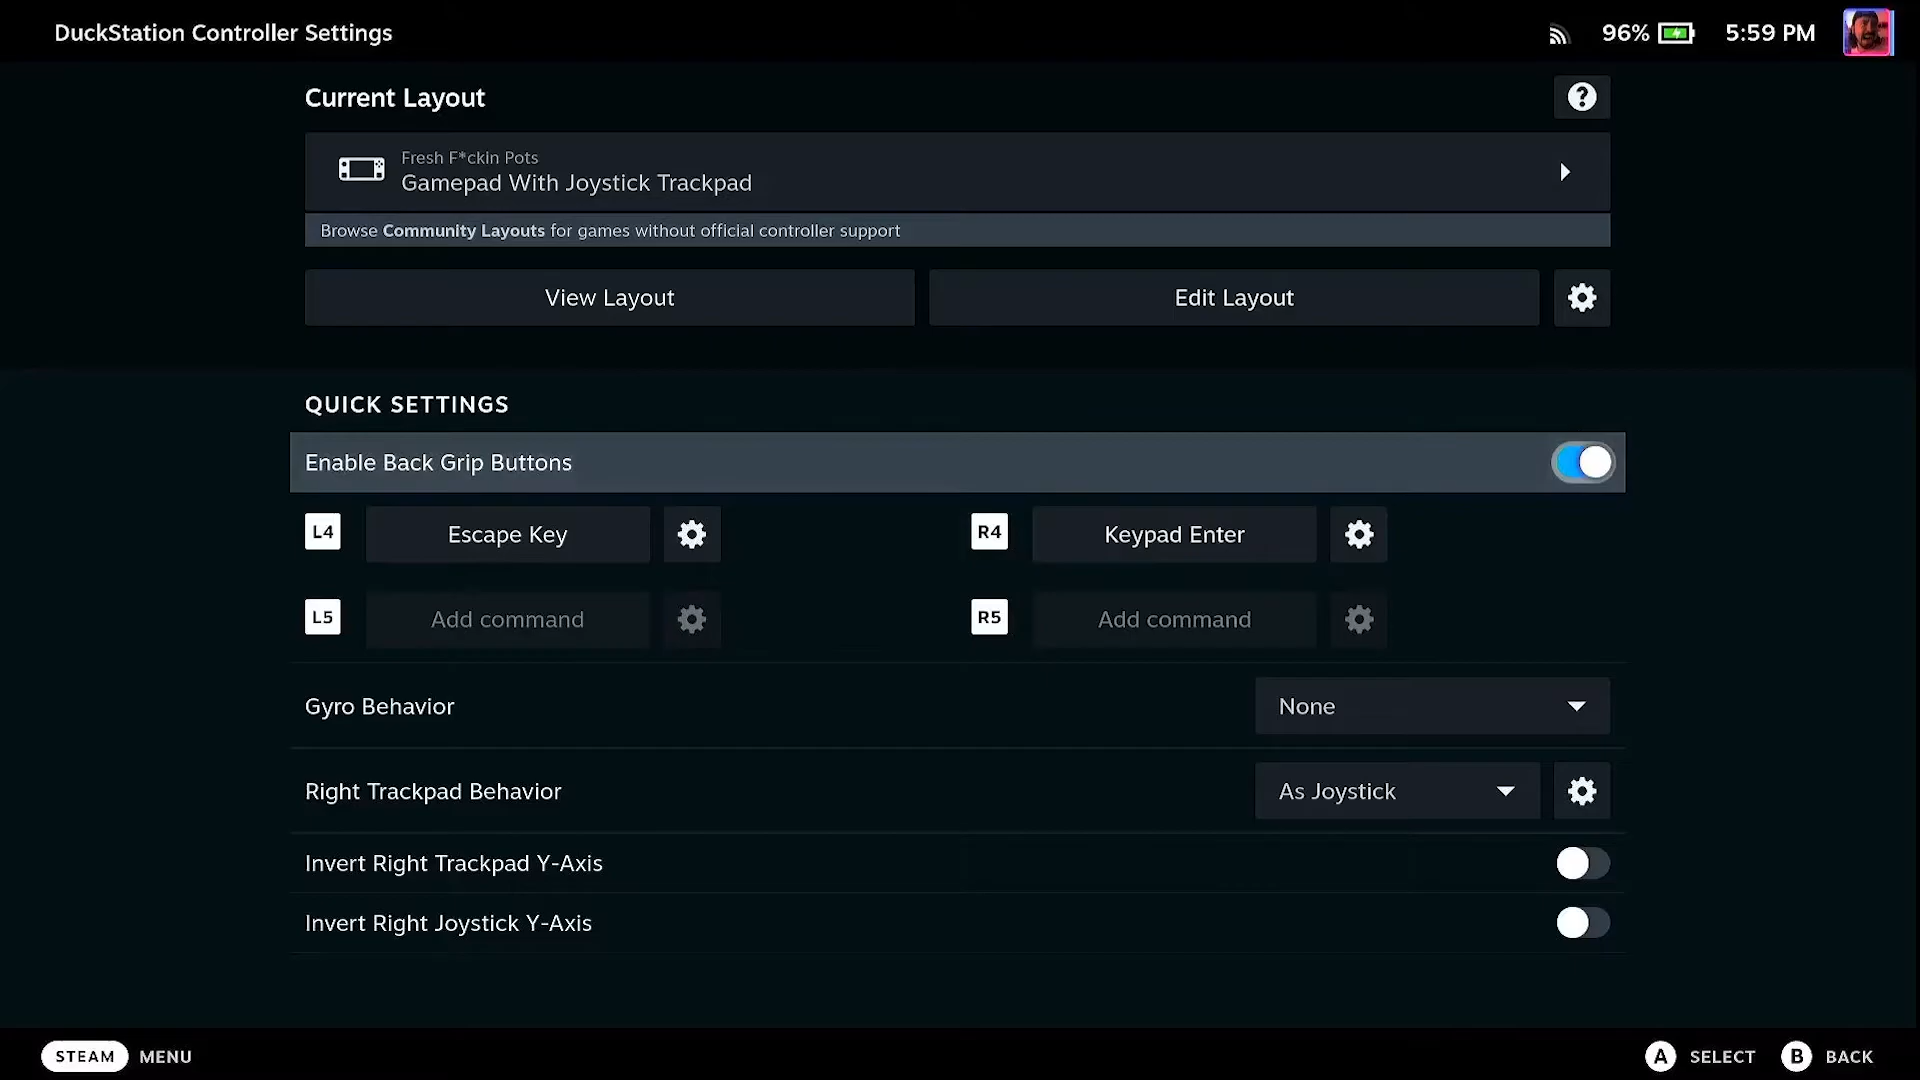 DuckStation Controller Settings
96%
5:59 PM
Current Layout
?
Fresh F*ckin Pots
Gamepad With Joystick Trackpad
Browse Community Layouts for games without official controller support
View Layout
Edit Layout
QUICK SETTINGS
Enable Back Grip Buttons
L4
Escape Key
R4
Keypad Enter
L5
Add command
R5
Add command
Gyro Behavior
None
Right Trackpad Behavior
As Joystick
Invert Right Trackpad Y-Axis
Invert Right Joystick Y-Axis
STEAM MENU
A SELECT
B BACK